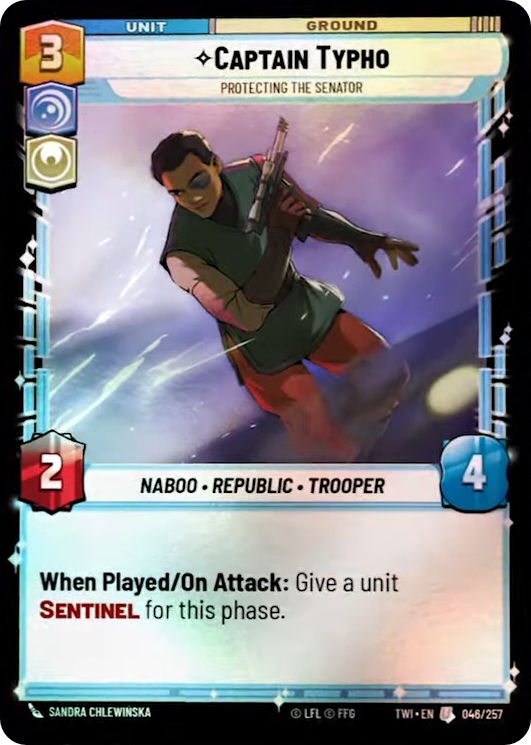 UNIT
GROUND
3
✧CAPTAIN TYPHO
PROTECTING THE SENATOR
2
NABOO • REPUBLIC • TROOPER
4
When Played/On Attack: Give a unit
SENTINEL for this phase.
SANDRA CHLEWIŃSKA
© LFL © FFG
TWI • EN
U
046/257